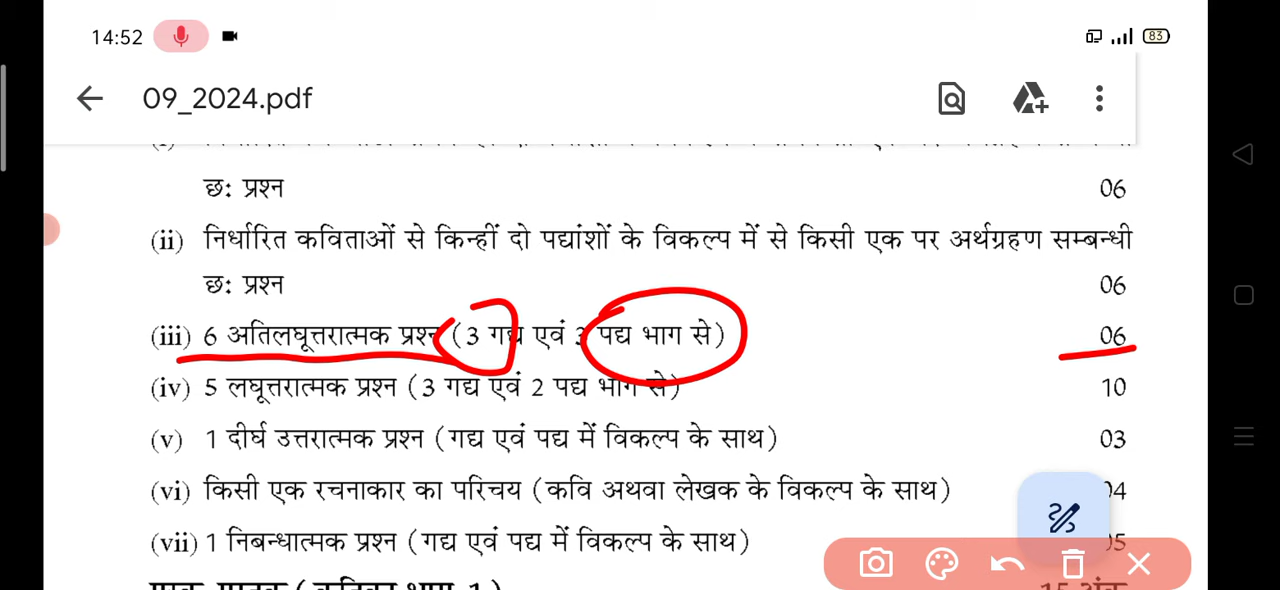 14:52 83
09_2024.pdf
छः प्रश्न 06
(ii) निर्धारित कविताओं से किन्हीं दो पद्यांशों के विकल्प में से किसी एक पर अर्थग्रहण सम्बन्धी
छः प्रश्न 06
(iii) 6 अतिलघूत्तरात्मक प्रश्न (3 गद्य एवं 3 पद्य भाग से) 06
(iv) 5 लघूत्तरात्मक प्रश्न (3 गद्य एवं 2 पद्य भाग से) 10
(v) 1 दीर्घ उत्तरात्मक प्रश्न (गद्य एवं पद्य में विकल्प के साथ) 03
(vi) किसी एक रचनाकार का परिचय (कवि अथवा लेखक के विकल्प के साथ) 04
(vii) 1 निबन्धात्मक प्रश्न (गद्य एवं पद्य में विकल्प के साथ) 05